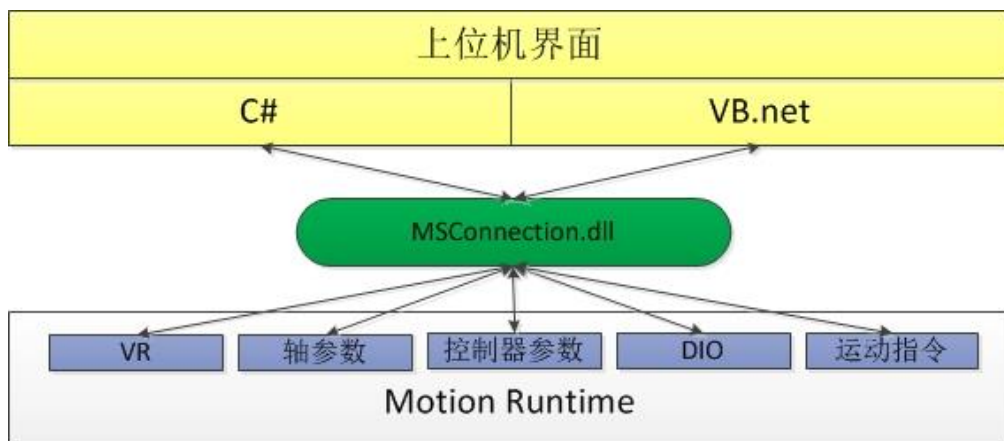 上位机界面
C#
VB.net
MSConnection.dll
VR
轴参数
控制器参数
DIO
运动指令
Motion Runtime